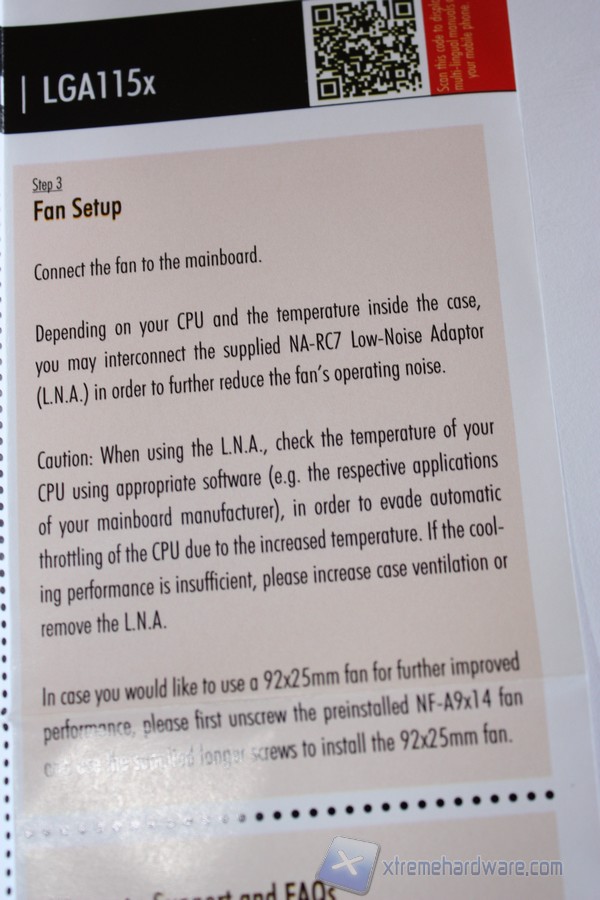 | LGA115x
Scan this code to display
multi-lingual manuals
your mobile phone.
Step 3
Fan Setup
Connect the fan to the mainboard.
Depending on your CPU and the temperature inside the case,
you may interconnect the supplied NA-RC7 Low-Noise Adaptor
(L.N.A.) in order to further reduce the fan's operating noise.
Caution: When using the L.N.A., check the temperature of your
CPU using appropriate software (e.g. the respective applications
of your mainboard manufacturer), in order to evade automatic
throttling of the CPU due to the increased temperature. If the cool-
ing performance is insufficient, please increase case ventilation or
remove the L.N.A.
In case you would like to use a 92x25mm fan for further improved
performance, please first unscrew the preinstalled NF-A9x14 fan
and use the supplied longer screws to install the 92x25mm fan.
Support and FAQs
xtremehardware.com